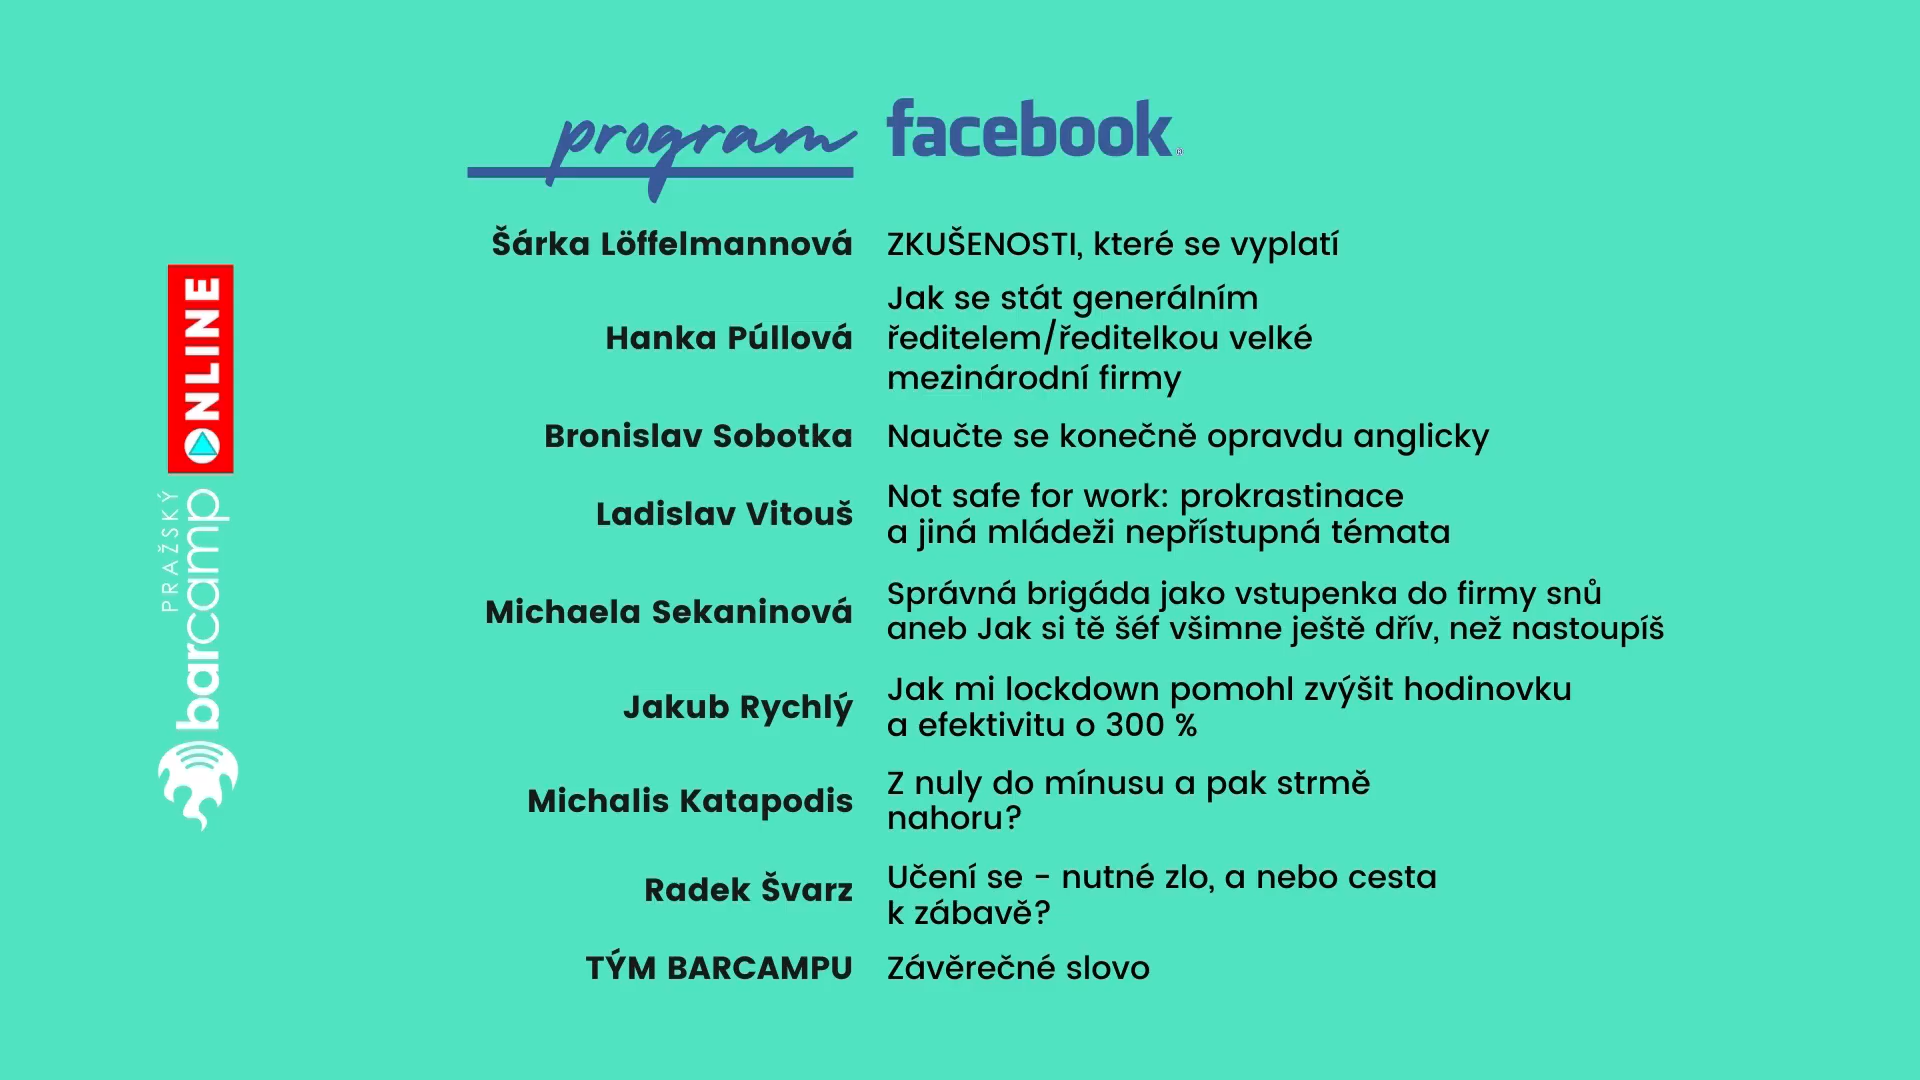 program facebook
Šárka Löffelmannová ZKUŠENOSTI, které se vyplatí
Hanka Púllová Jak se stát generálním
ředitelem/ředitelkou velké
mezinárodní firmy
Bronislav Sobotka Naučte se konečně opravdu anglicky
Ladislav Vitouš Not safe for work: prokrastinace
a jiná mládeži nepřístupná témata
Michaela Sekaninová Správná brigáda jako vstupenka do firmy snů
aneb Jak si tě šéf všimne ještě dřív, než nastoupíš
Jakub Rychlý Jak mi lockdown pomohl zvýšit hodinovku
a efektivitu o 300 %
Michalis Katapodis Z nuly do mínusu a pak strmě
nahoru?
Radek Švarz Učení se - nutné zlo, a nebo cesta
k zábavě?
TÝM BARCAMPU Závěrečné slovo
PRAŽSKÝ
barcamp ONLINE